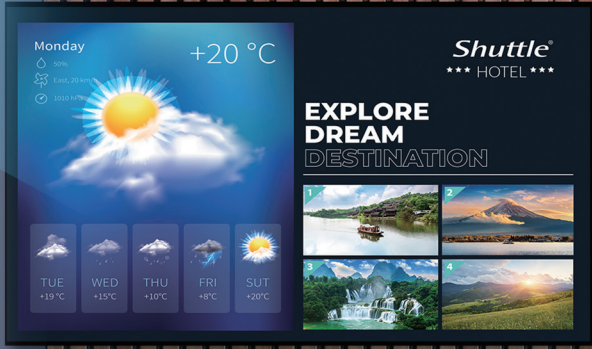 Monday
+20 °C
50%
East, 20 km/h
1010 hPa
TUE
+19 °C
WED
+15°C
THU
+10°C
FRI
+8°C
SUT
+20°C
Shuttle®
HOTEL
EXPLORE
DREAM
DESTINATION
1
2
3
4